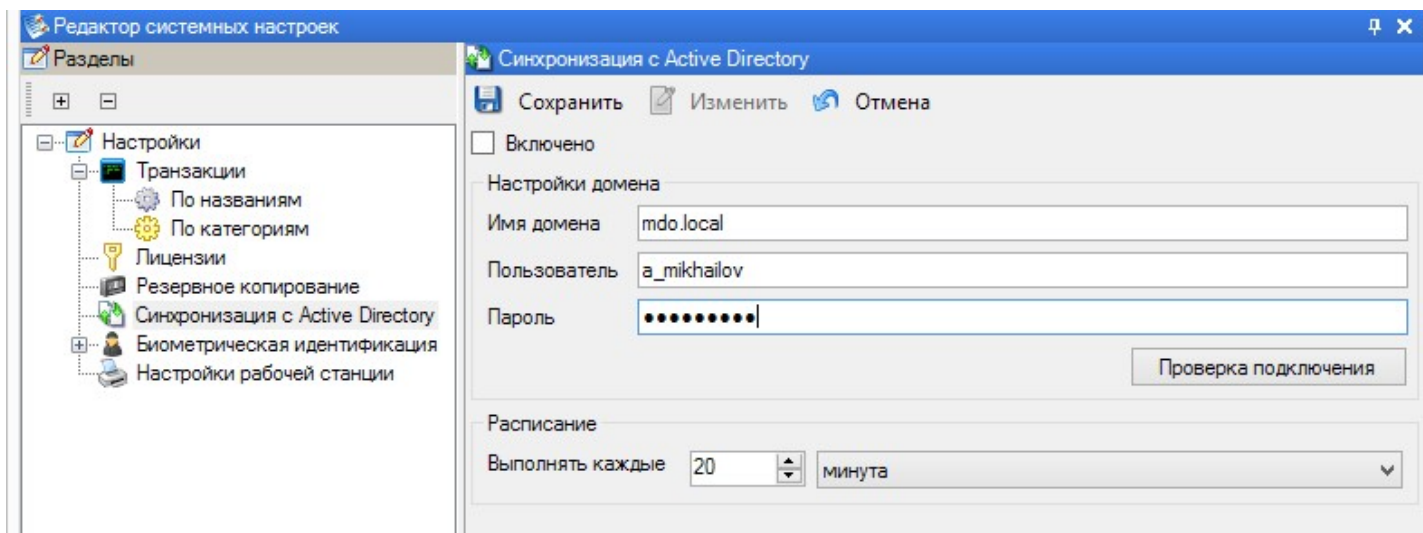 Редактор системных настроек
Разделы
Настройки
Транзакции
По названиям
По категориям
Лицензии
Резервное копирование
Синхронизация с Active Directory
Биометрическая идентификация
Настройки рабочей станции
Синхронизация с Active Directory
Сохранить Изменить Отмена
Включено
Настройки домена
Имя домена mdo.local
Пользователь a_mikhailov
Пароль ●●●●●●●●●
Проверка подключения
Расписание
Выполнять каждые 20 минута